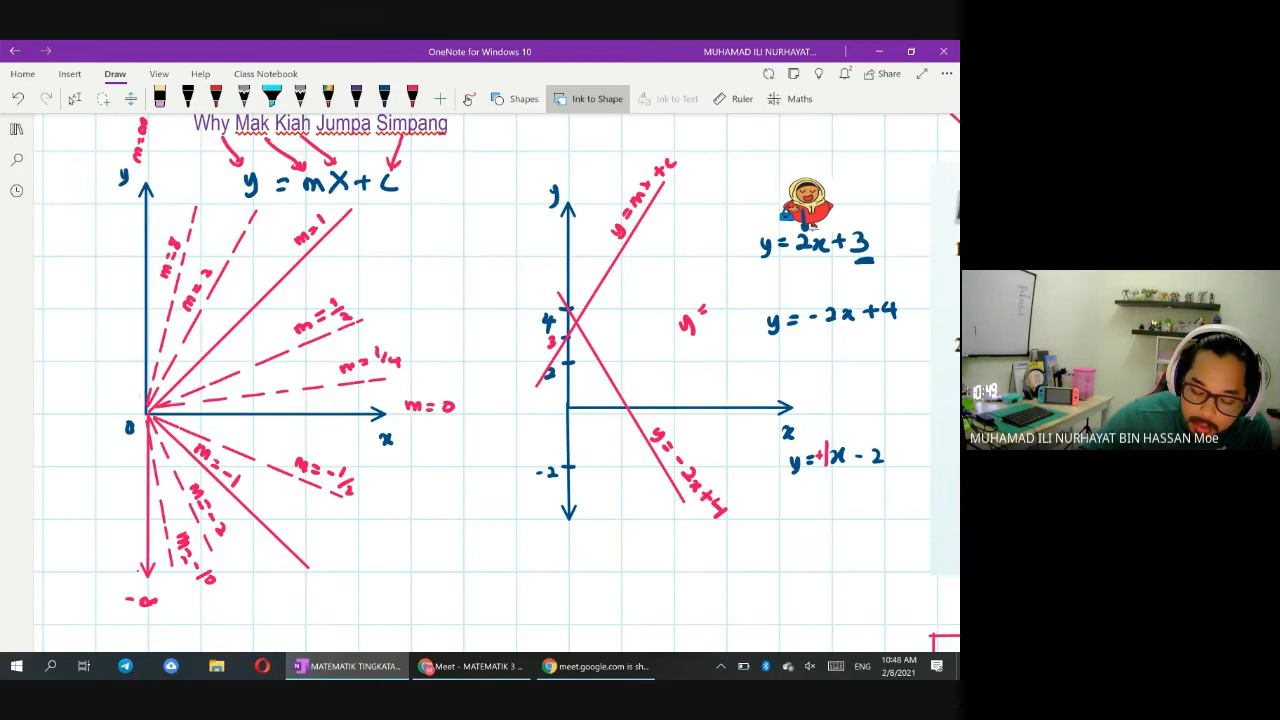 OneNote for Windows 10
MUHAMAD ILI NURHAYAT...
Home Insert Draw View Help Class Notebook
Share
Shapes Ink to Shape Ink to Text Ruler Maths
Why Mak Kiah Jumpa Simpang
y = mx + c
y
m=8
m=2
m=1
m=1/2
m=1/4
m=0
0
x
m=-1/2
m=-1
m=-2
y
4
3
2
-2
x
y=-2x+4
y=
y=2x+3
y=-2x+4
y=+1x-2
10:49
MUHAMAD ILI NURHAYAT BIN HASSAN Moe
MATEMATIK TINGKATA...
Meet - MATEMATIK 3 ...
meet.google.com is sh...
ENG
10:48 AM
2/8/2021